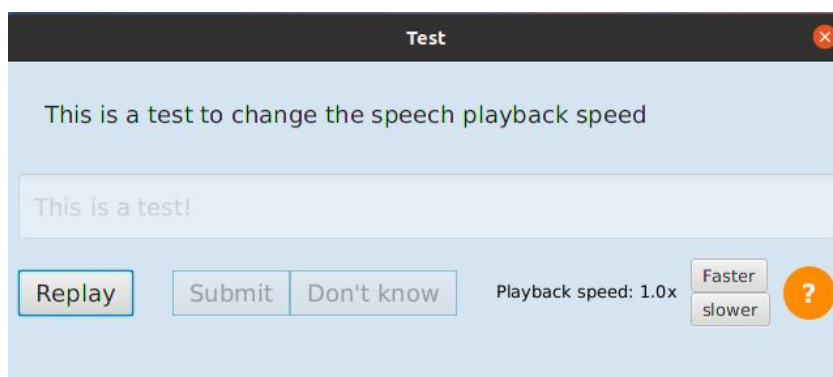 Test
This is a test to change the speech playback speed
This is a test!
Replay Submit Don't know Playback speed: 1.0x Faster
slower
?